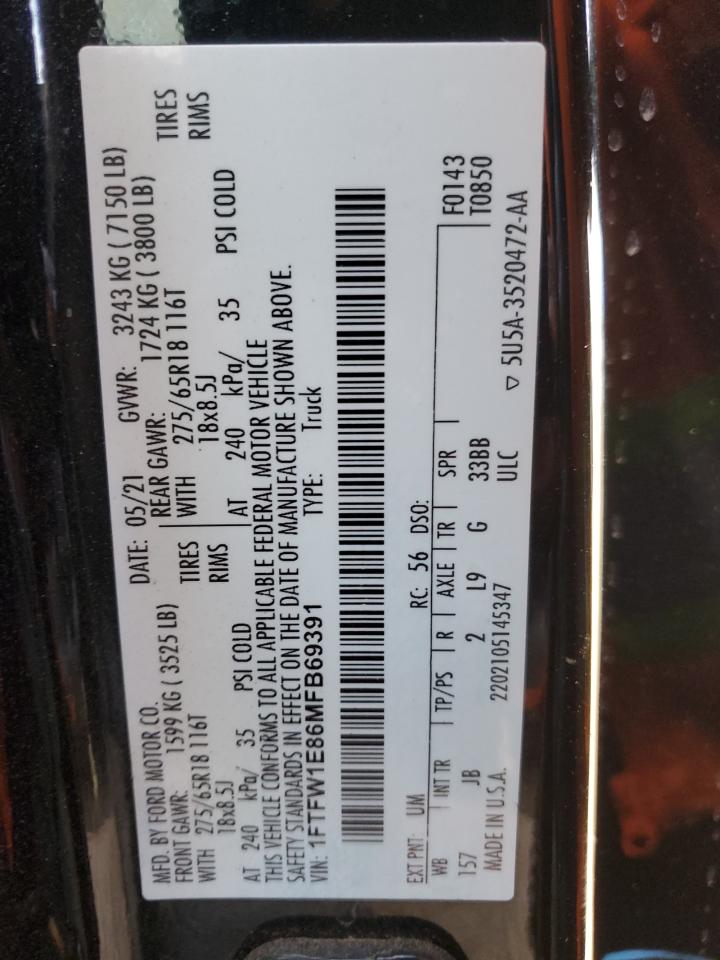 MFD. BY FORD MOTOR CO. DATE: 05/21 GVWR: 3243 KG ( 7150 LB)
FRONT GAWR: 1599 KG ( 3525 LB) REAR GAWR: 1724 KG ( 3800 LB)
WITH 275/65R18 116T TIRES WITH 275/65R18 116T TIRES
18x8.5J RIMS 18x8.5J RIMS
AT 240 kPa/ 35 PSI COLD AT 240 kPa/ 35 PSI COLD
THIS VEHICLE CONFORMS TO ALL APPLICABLE FEDERAL MOTOR VEHICLE
SAFETY STANDARDS IN EFFECT ON THE DATE OF MANUFACTURE SHOWN ABOVE.
VIN: 1FTFW1E86MFB69391 TYPE: Truck
EXT PNT: UM RC: 56 DSO: F0143
WB INT TR TP/PS R AXLE TR SPR T0850
157 JB 2 L9 G 33BB
MADE IN U.S.A. 2202105145347 ULC ▽ 5U5A-3520472-AA